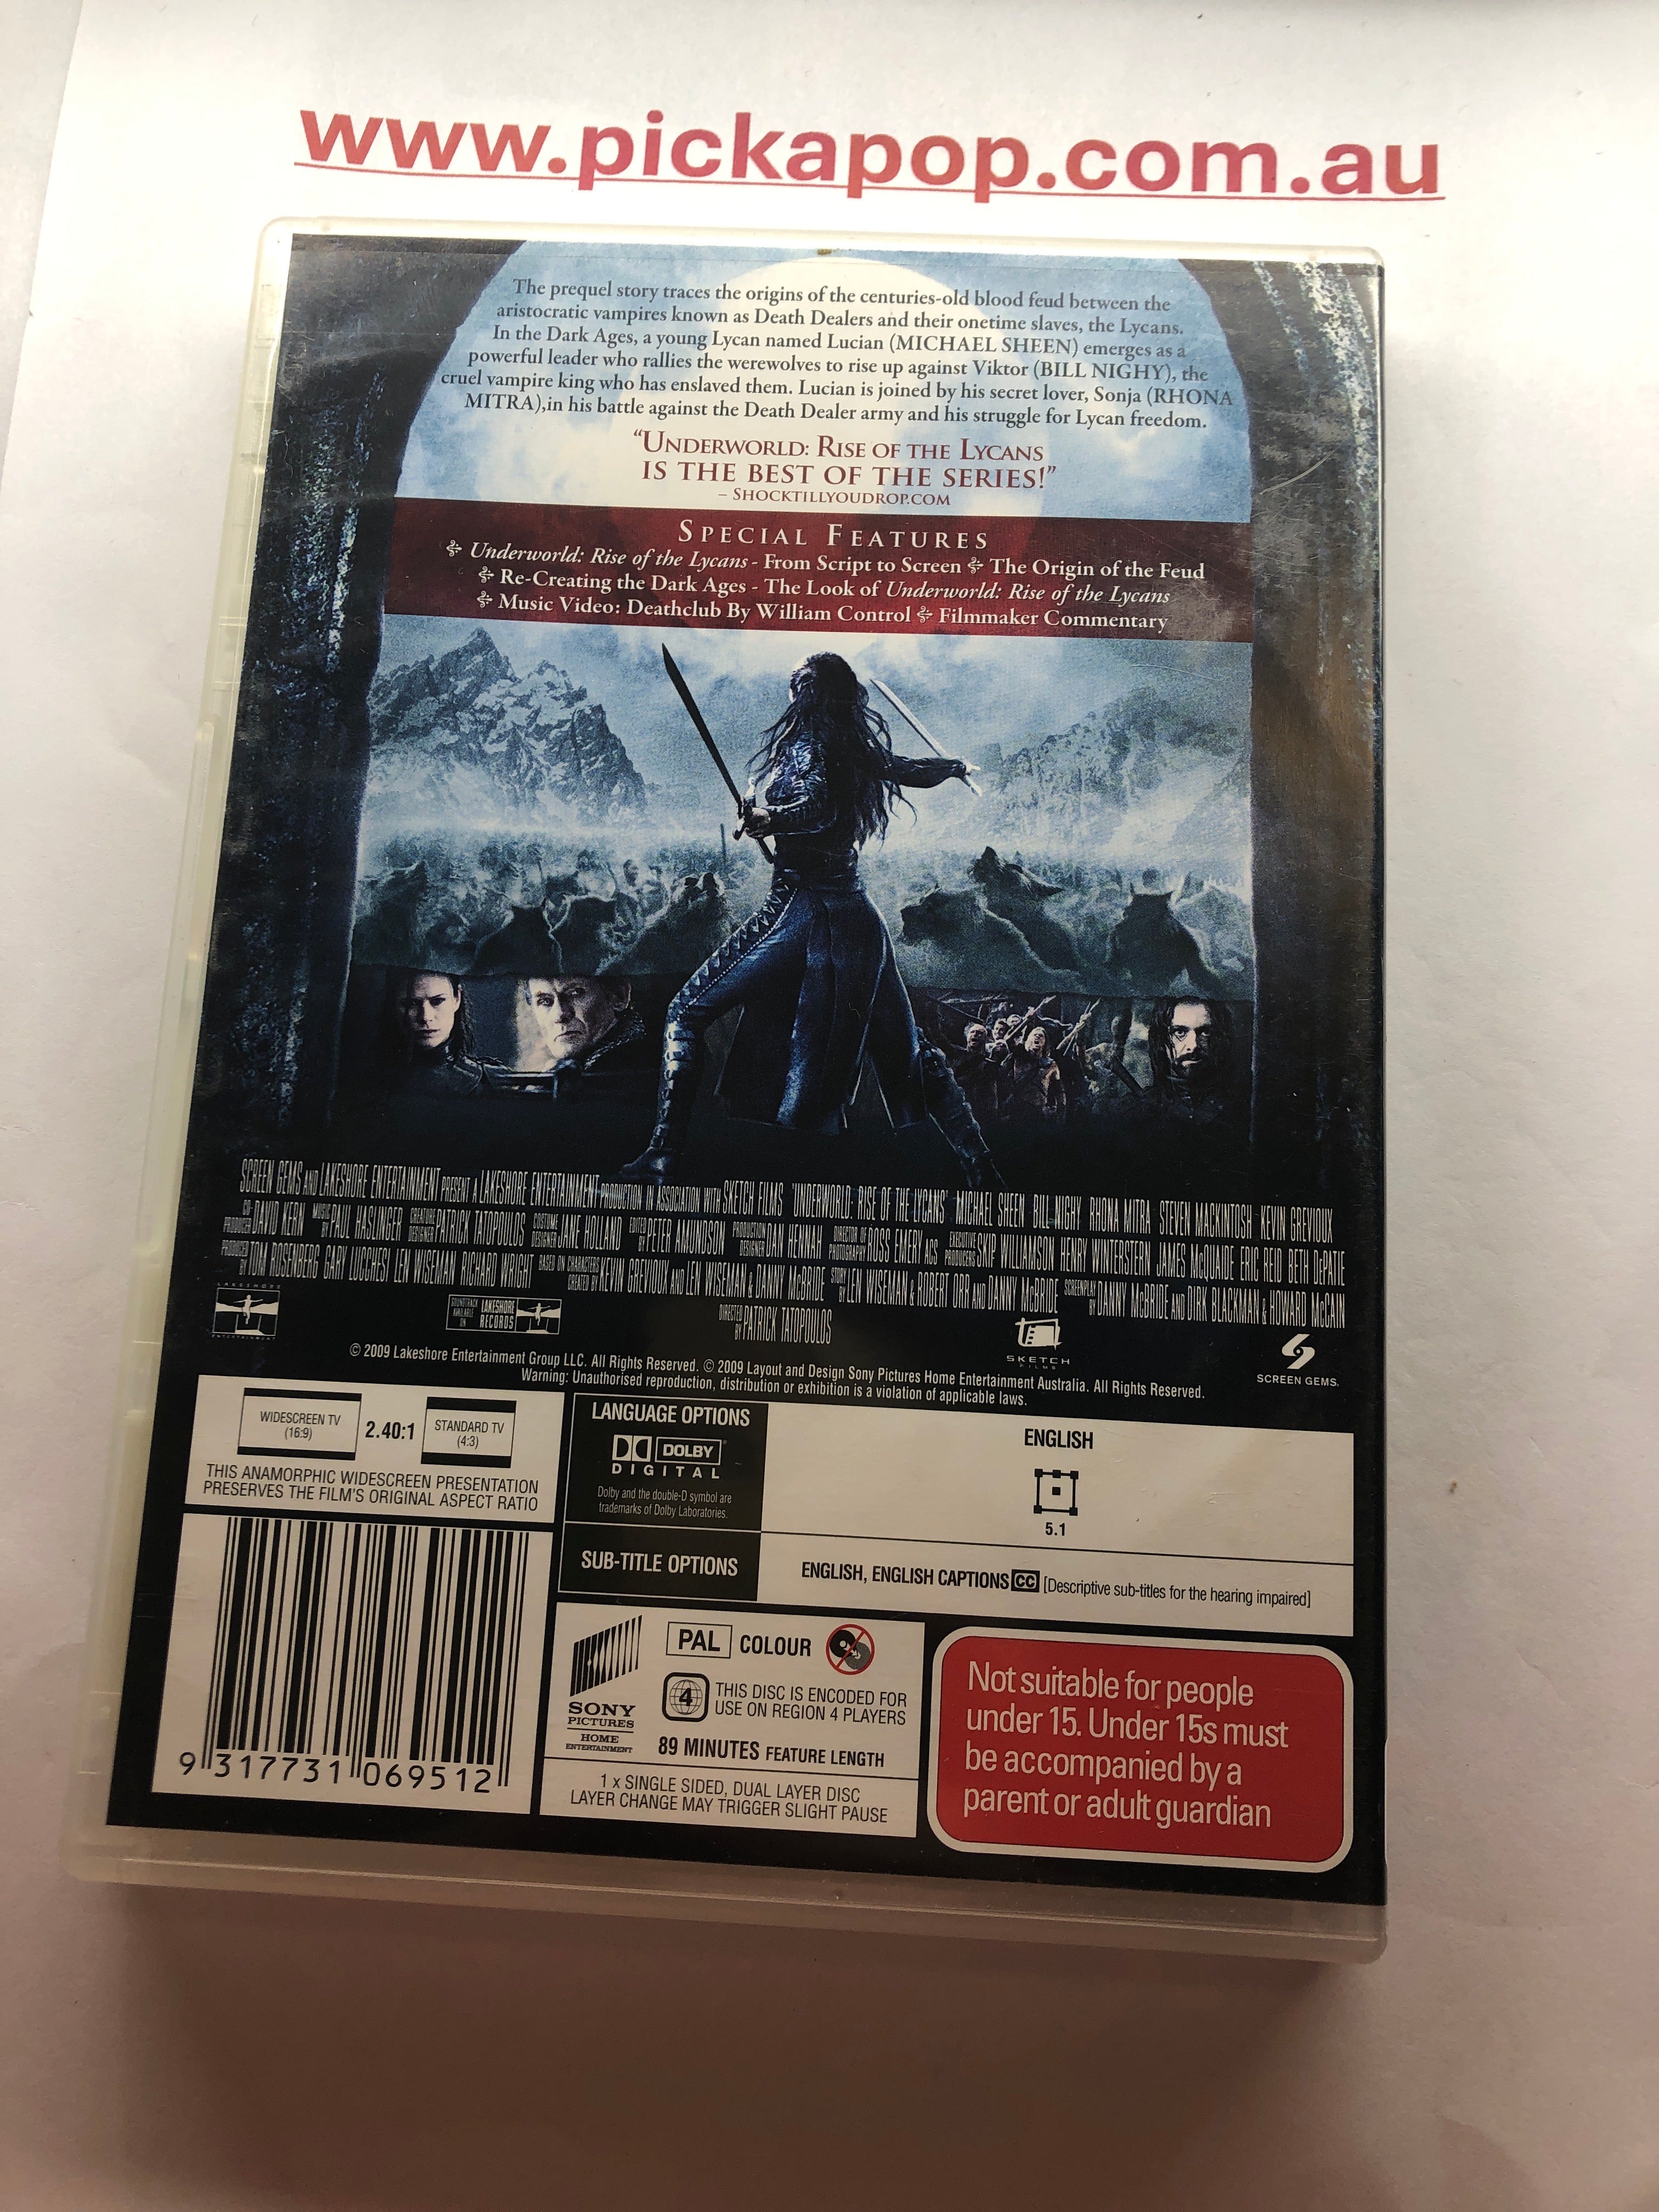 www.pickapop.com.au
The prequel story traces the origins of the centuries-old blood feud between the
aristocratic vampires known as Death Dealers and their onetime slaves, the Lycans.
In the Dark Ages, a young Lycan named Lucian (MICHAEL SHEEN) emerges as a
powerful leader who rallies the werewolves to rise up against Viktor (BILL NIGHY), the
cruel vampire king who has enslaved them. Lucian is joined by his secret lover, Sonja (RHONA
MITRA),in his battle against the Death Dealer army and his struggle for Lycan freedom.
"UNDERWORLD: RISE OF THE LYCANS
IS THE BEST OF THE SERIES!"
– SHOCKTILLYOUDROP.COM
SPECIAL FEATURES
Underworld: Rise of the Lycans - From Script to Screen The Origin of the Feud
Re-Creating the Dark Ages - The Look of Underworld: Rise of the Lycans
Music Video: Deathclub By William Control Filmmaker Commentary
SCREEN GEMS AND LAKESHORE ENTERTAINMENT PRESENT A LAKESHORE ENTERTAINMENT PRODUCTION IN ASSOCIATION WITH SKETCH FILMS 'UNDERWORLD: RISE OF THE LYCANS' MICHAEL SHEEN BILL NIGHY RHONA MITRA STEVEN MACKINTOSH KEVIN GREVIOUX
CO-PRODUCER DAVID KERN MUSIC BY PAUL HASLINGER CREATURE DESIGNER PATRICK TATOPOULOS COSTUME DESIGNER JANE HOLLAND EDITED BY PETER AMUNDSON PRODUCTION DESIGNER DAN HENNAH DIRECTOR OF PHOTOGRAPHY ROSS EMERY ACS EXECUTIVE PRODUCERS SKIP WILLIAMSON HENRY WINTERSTERN JAMES McQUAIDE ERIC REID BETH DePATIE
PRODUCED BY TOM ROSENBERG GARY LUCCHESI LEN WISEMAN RICHARD WRIGHT BASED ON CHARACTERS CREATED BY KEVIN GREVIOUX AND LEN WISEMAN & DANNY McBRIDE STORY BY LEN WISEMAN & ROBERT ORR AND DANNY McBRIDE SCREENPLAY BY DANNY McBRIDE AND DIRK BLACKMAN & HOWARD McCAIN
LAKESHORE
ENTERTAINMENT
SOUNDTRACK AVAILABLE ON LAKESHORE RECORDS
DIRECTED BY PATRICK TATOPOULOS
SKETCH
FILMS
SCREEN GEMS.
© 2009 Lakeshore Entertainment Group LLC. All Rights Reserved. © 2009 Layout and Design Sony Pictures Home Entertainment Australia. All Rights Reserved.
Warning: Unauthorised reproduction, distribution or exhibition is a violation of applicable laws.
WIDESCREEN TV
(16:9)
2.40:1
STANDARD TV
(4:3)
THIS ANAMORPHIC WIDESCREEN PRESENTATION
PRESERVES THE FILM'S ORIGINAL ASPECT RATIO
LANGUAGE OPTIONS
DOLBY
DIGITAL
Dolby and the double-D symbol are
trademarks of Dolby Laboratories.
ENGLISH
5.1
SUB-TITLE OPTIONS
ENGLISH, ENGLISH CAPTIONS CC [Descriptive sub-titles for the hearing impaired]
9 317731 069512
SONY
PICTURES
HOME
ENTERTAINMENT
PAL COLOUR
4
THIS DISC IS ENCODED FOR
USE ON REGION 4 PLAYERS
89 MINUTES FEATURE LENGTH
1 x SINGLE SIDED, DUAL LAYER DISC
LAYER CHANGE MAY TRIGGER SLIGHT PAUSE
Not suitable for people
under 15. Under 15s must
be accompanied by a
parent or adult guardian